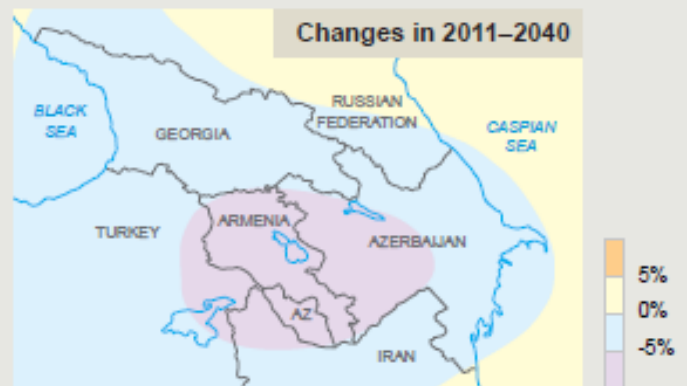 Changes in 2011–2040
BLACK
SEA
GEORGIA
RUSSIAN
FEDERATION
CASPIAN
SEA
TURKEY
ARMENIA
AZERBAIJAN
AZ
IRAN
5%
0%
-5%